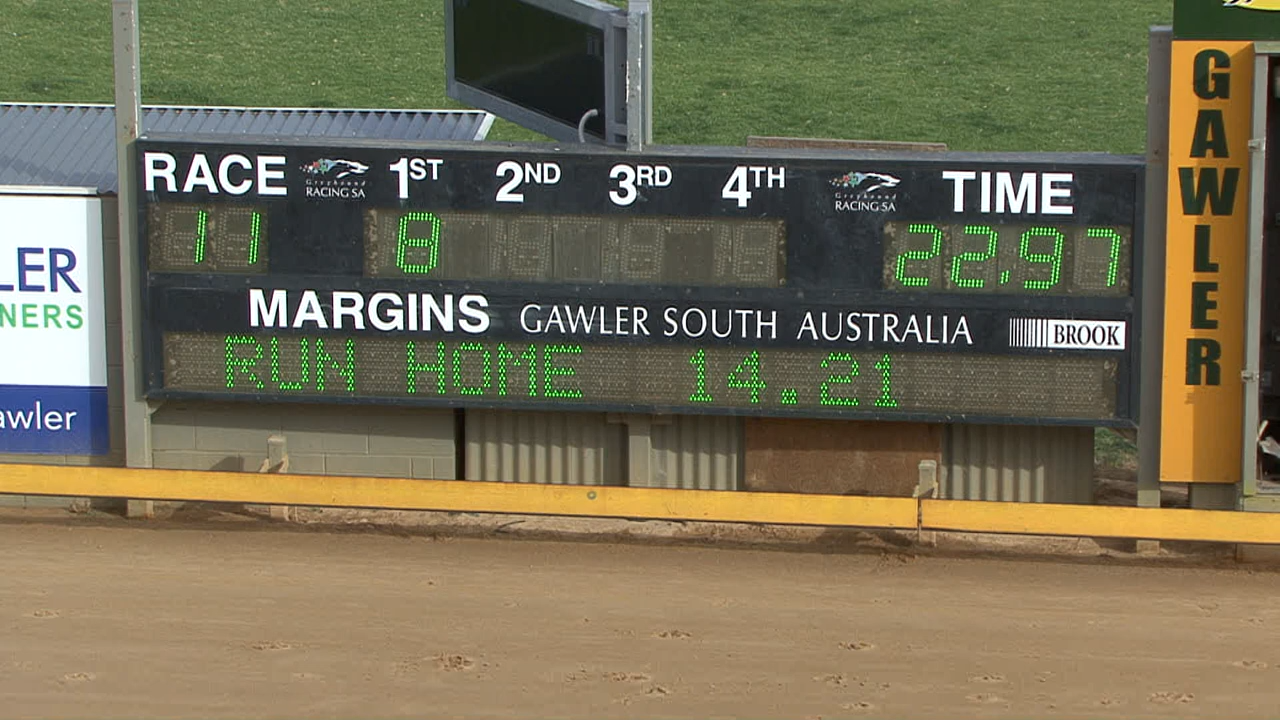 RACE Greyhound RACING SA 1ST 2ND 3RD 4TH Greyhound RACING SA TIME
11 8 22.97
MARGINS GAWLER SOUTH AUSTRALIA BROOK
RUN HOME 14.21
GAWLER
LER
NERS
awler